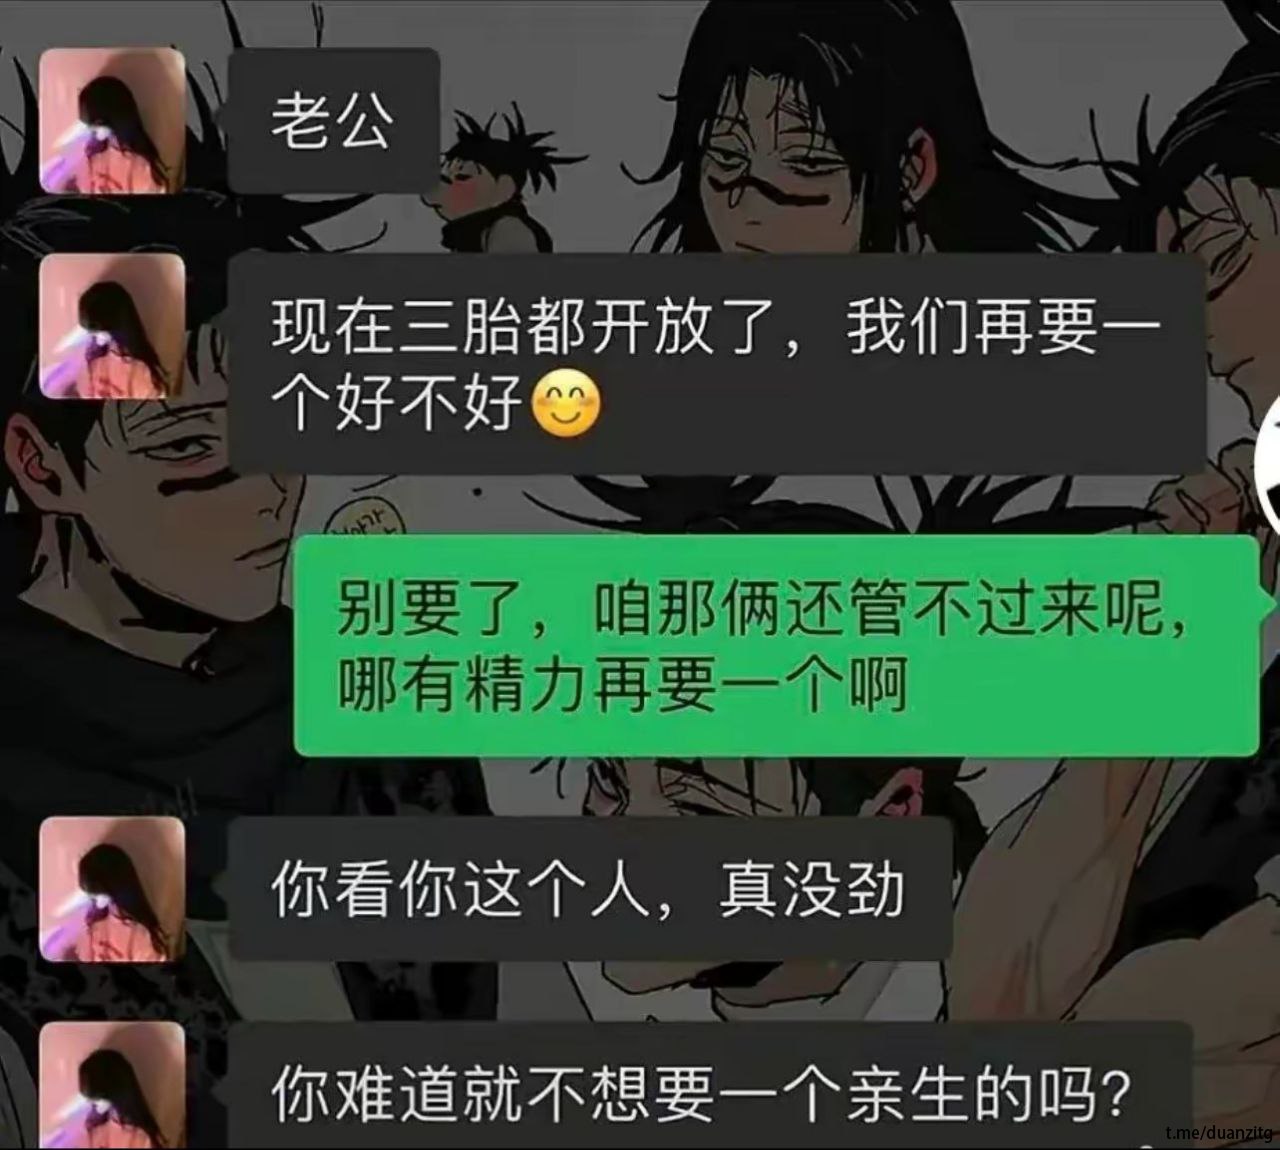 老公
现在三胎都开放了，我们再要一
个好不好😊
别要了，咱那俩还管不过来呢，
哪有精力再要一个啊
你看你这个人，真没劲
你难道就不想要一个亲生的吗？
t.me/duanzitg